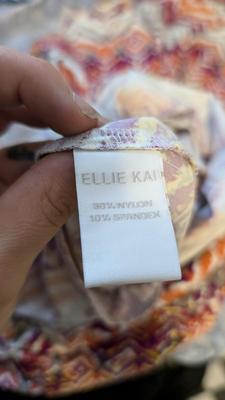 ELLIE KAI
90% NYLON
10% SPANDEX